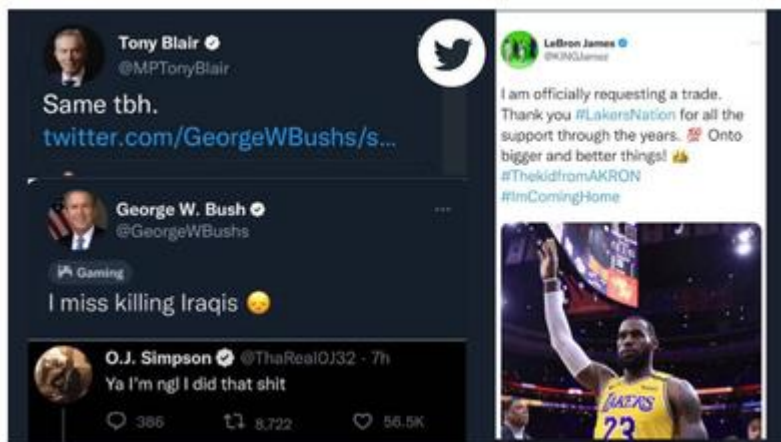 Tony Blair
@MPTonyBlair
Same tbh.
twitter.com/GeorgeWBushs/s...
George W. Bush
@GeorgeWBushs
Gaming
I miss killing Iraqis 😞
O.J. Simpson @ThaRealOJ32 · 7h
Ya I'm ngl I did that shit
386 8,722 56.5K
LeBron James
@KINGJamez
I am officially requesting a trade.
Thank you #LakersNation for all the
support through the years. 💯 Onto
bigger and better things! 👑
#ThekidfromAKRON
#ImComingHome
LAKERS
23